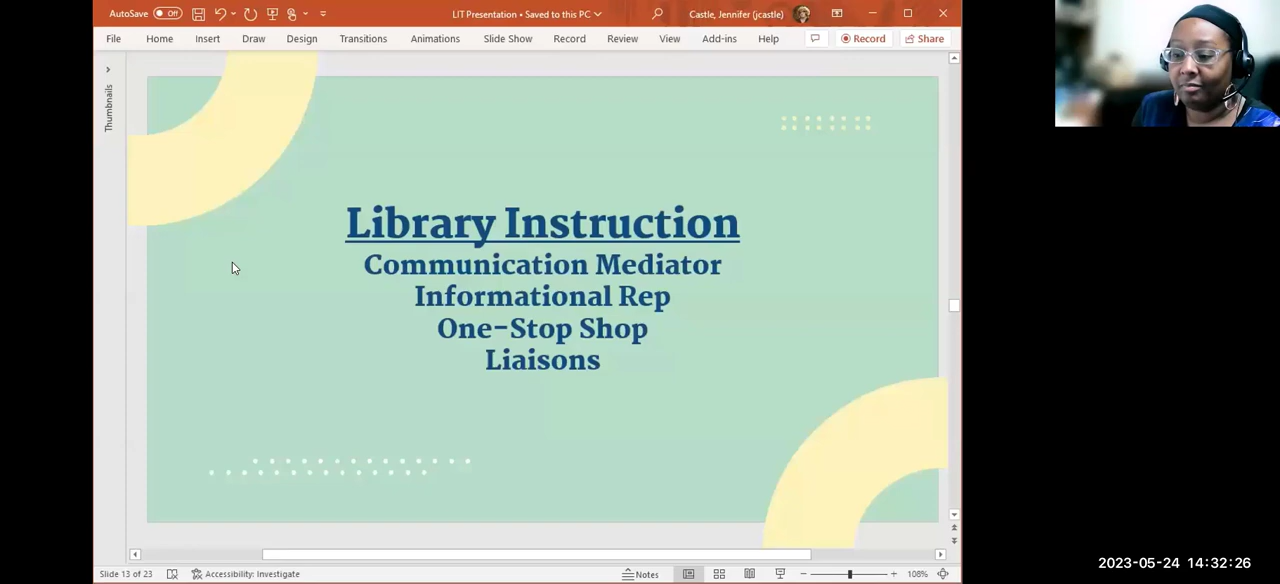 AutoSave Off LIT Presentation • Saved to this PC Castle, Jennifer (jcastle)
File Home Insert Draw Design Transitions Animations Slide Show Record Review View Add-ins Help Record Share
Thumbnails
Library Instruction
Communication Mediator
Informational Rep
One-Stop Shop
Liaisons
Slide 13 of 23 Accessibility: Investigate Notes 108%
2023-05-24 14:32:26